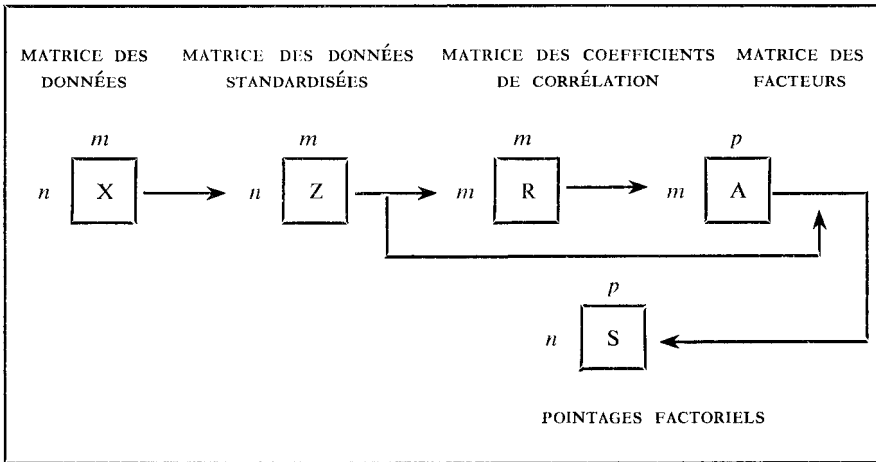 MATRICE DES DONNÉES
MATRICE DES DONNÉES STANDARDISÉES
MATRICE DES COEFFICIENTS DE CORRÉLATION
MATRICE DES FACTEURS
m
m
m
p
n X
n Z
m R
m A
p
n S
POINTAGES FACTORIELS